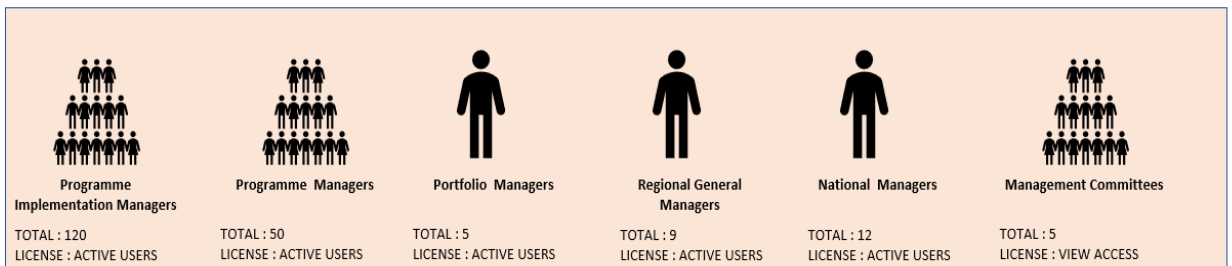 Programme
Implementation Managers
TOTAL : 120
LICENSE : ACTIVE USERS
Programme Managers
TOTAL : 50
LICENSE : ACTIVE USERS
Portfolio Managers
TOTAL : 5
LICENSE : ACTIVE USERS
Regional General
Managers
TOTAL : 9
LICENSE : ACTIVE USERS
National Managers
TOTAL : 12
LICENSE : ACTIVE USERS
Management Committees
TOTAL : 5
LICENSE : VIEW ACCESS